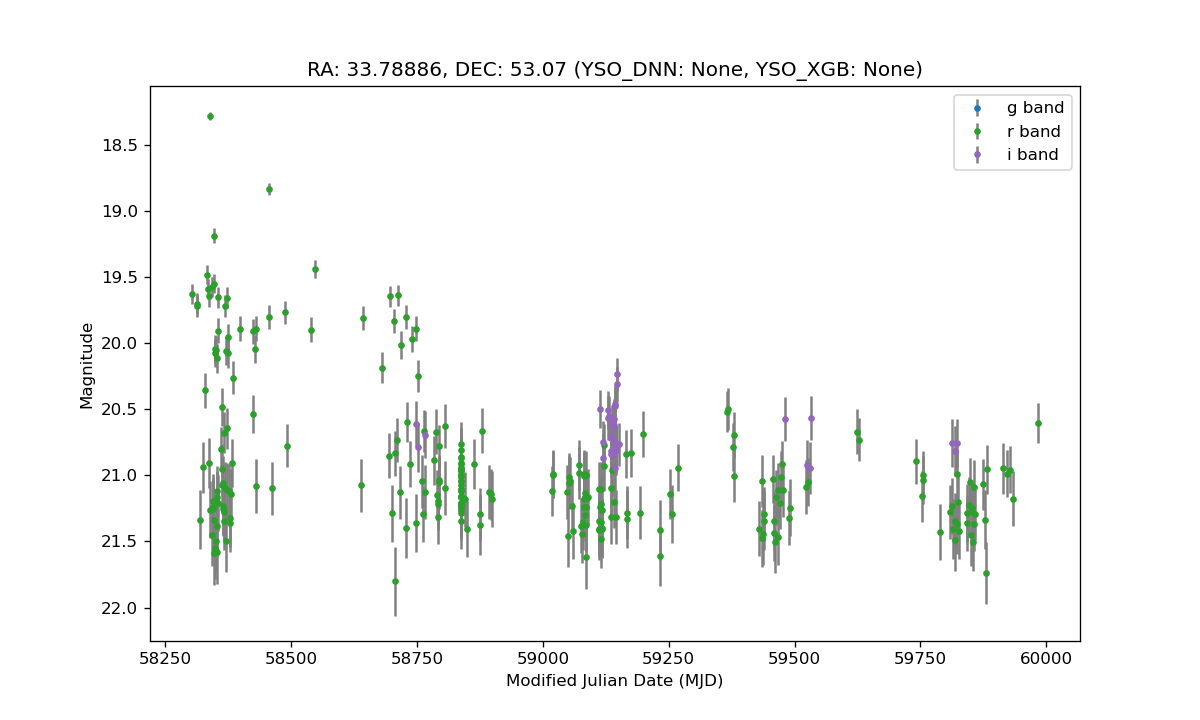 RA: 33.78886, DEC: 53.07 (YSO_DNN: None, YSO_XGB: None)
g band
r band
i band
18.5
19.0
19.5
20.0
20.5
21.0
21.5
22.0
Magnitude
58250 58500 58750 59000 59250 59500 59750 60000
Modified Julian Date (MJD)